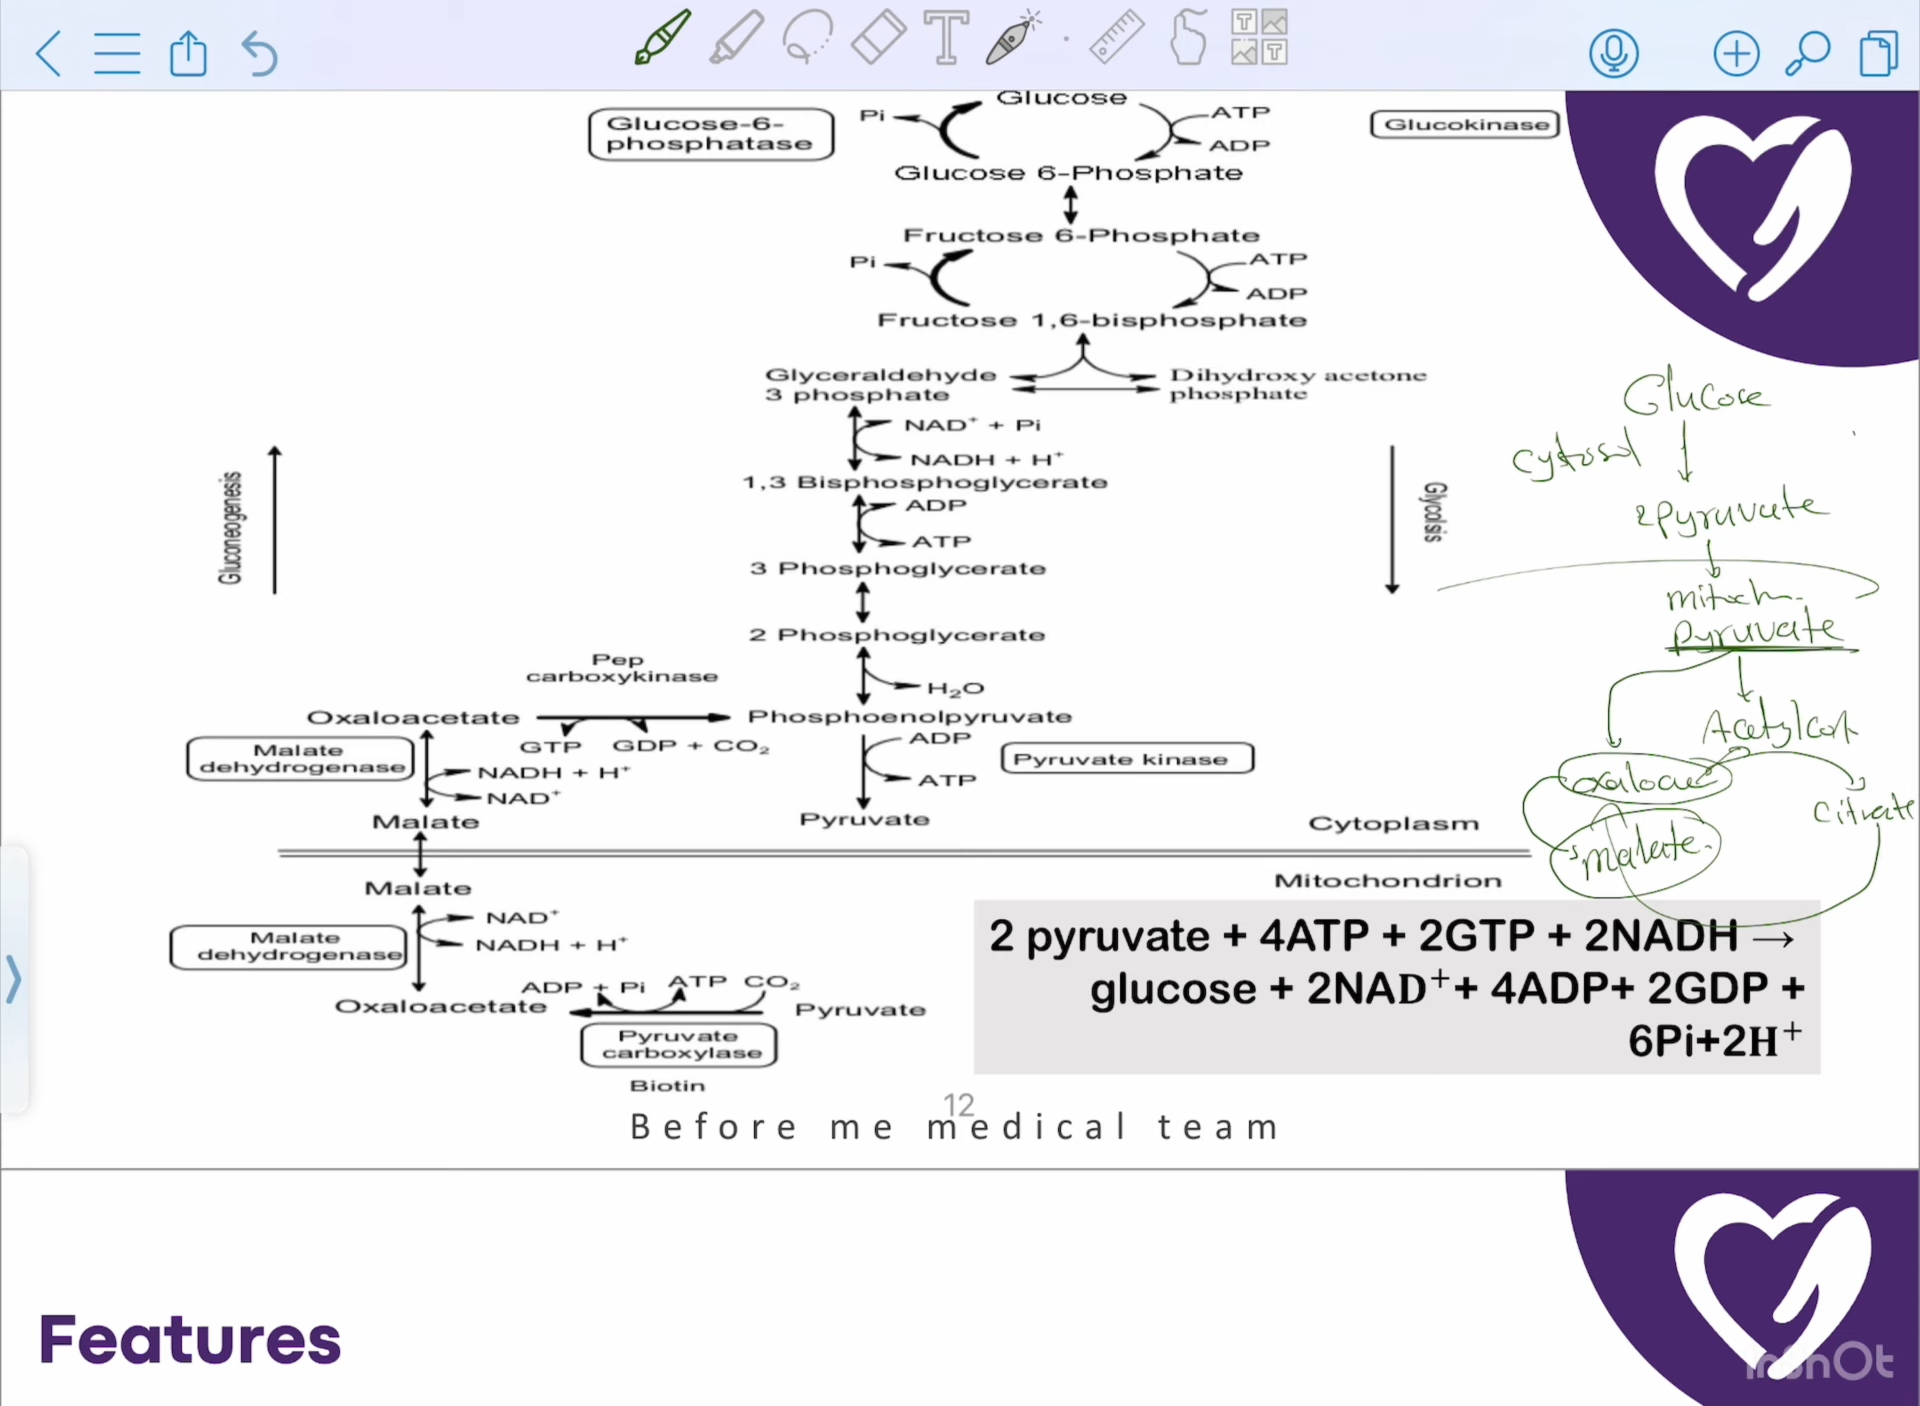 Glucose
Glucose-6-
phosphatase
Pi
ATP
ADP
Glucokinase
Glucose 6-Phosphate
Fructose 6-Phosphate
Pi
ATP
ADP
Fructose 1,6-bisphosphate
Glyceraldehyde
3 phosphate
Dihydroxy acetone
phosphate
NAD⁺ + Pi
NADH + H⁺
1,3 Bisphosphoglycerate
ADP
ATP
3 Phosphoglycerate
2 Phosphoglycerate
H₂O
Gluconeogenesis
Glycolsis
Pep
carboxykinase
Oxaloacetate
GTP
GDP + CO₂
Phosphoenolpyruvate
ADP
ATP
Pyruvate kinase
Malate
dehydrogenase
NADH + H⁺
NAD⁺
Malate
Pyruvate
Cytoplasm
Mitochondrion
Malate
Malate
dehydrogenase
NAD⁺
NADH + H⁺
Oxaloacetate
ADP + Pi
ATP
CO₂
Pyruvate
Pyruvate
carboxylase
Biotin
Glucose
Cytosol
2 Pyruvate
mitoch.
Pyruvate
Citrate
malate.
2 pyruvate + 4ATP + 2GTP + 2NADH →
glucose + 2NAD⁺+ 4ADP+ 2GDP +
6Pi+2H⁺
12
Before me medical team
Features